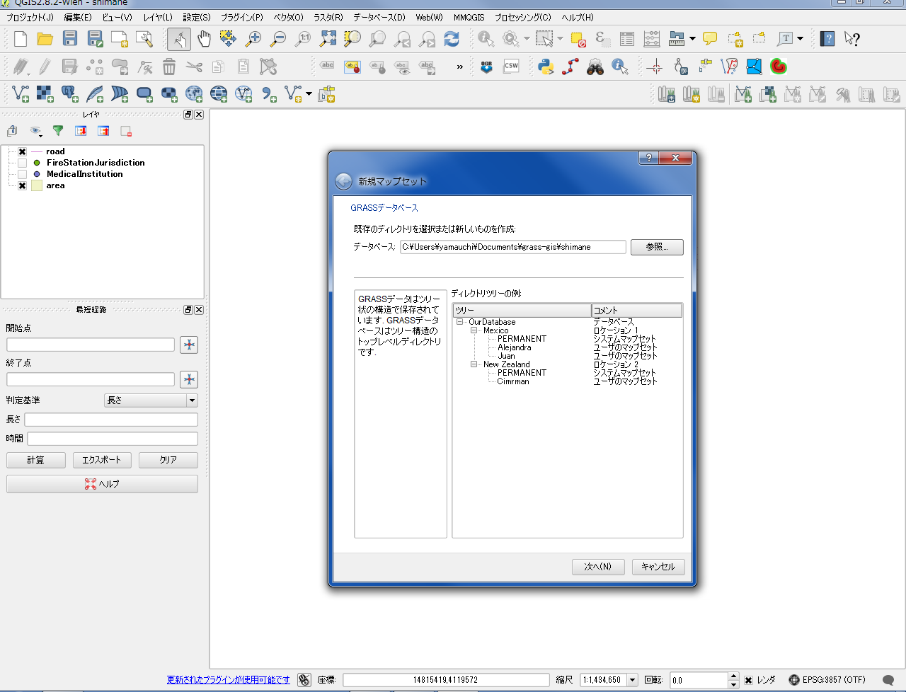 QGIS2.8.2-Wien - shimane
プロジェクト(J) 編集(E) ビュー(V) レイヤ(L) 設定(S) プラグイン(P) ベクタ(O) ラスタ(R) データベース(D) Web(W) MMQGIS プロセッシング(C) ヘルプ(H)
レイヤ
road
FireStationJurisdiction
MedicalInstitution
area
最短経路
開始点
終了点
判定基準 長さ
長さ
時間
計算 エクスポート クリア
ヘルプ
新規マップセット
GRASSデータベース
既存のディレクトリを選択または新しいものを作成:
データベース: C:¥Users¥yamauchi¥Documents¥grass-gis¥shimane 参照...
GRASSデータはツリー
状の構造で保存されて
います. GRASSデータ
ベースはツリー構造の
トップレベルディレクトリ
です.
ディレクトリツリーの例:
ツリー コメント
OurDatabase データベース
Mexico ロケーション 1
PERMANENT システムマップセット
Alejandra ユーザのマップセット
Juan ユーザのマップセット
New Zealand ロケーション 2
PERMANENT システムマップセット
Cimrman ユーザのマップセット
次へ(N) キャンセル
更新されたプラグインが使用可能です 座標: 14815419,4119572 縮尺 1:1,434,650 回転: 0.0 レンダ EPSG:3857 (OTF)